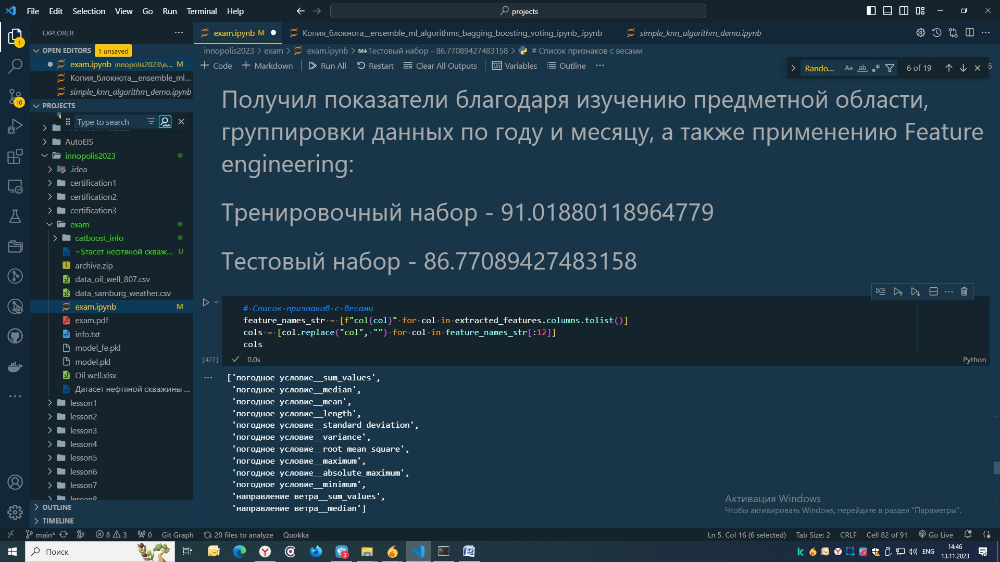 File Edit Selection View Go Run Terminal Help
projects
EXPLORER
exam.ipynb M
Копия_блокнота__ensemble_ml_algorithms_bagging_boosting_voting_ipynb_.ipynb
simple_knn_algorithm_demo.ipynb
OPEN EDITORS 1 unsaved
exam.ipynb innopolis2023\e... M
Копия_блокнота__ensemble_ml...
simple_knn_algorithm_demo.ipynb
PROJECTS
Type to search
AutoEIS
innopolis2023
.idea
certification1
certification2
certification3
exam
catboost_info
~$тасет нефтяной скваж... U
archive.zip
data_oil_well_807.csv
data_samburg_weather.csv
exam.ipynb M
exam.pdf
info.txt
model_fe.pkl
model.pkl
Oil well.xlsx
Датасет нефтяной скважины ...
lesson1
lesson2
lesson3
lesson4
lesson5
lesson6
lesson7
lesson8
OUTLINE
TIMELINE
innopolis2023 > exam > exam.ipynb > M↓Тестовый набор - 86.77089427483158 > # Список признаков с весами
+ Code + Markdown Run All Restart Clear All Outputs Variables Outline ...
Rando... Aa ab 6 of 19
Получил показатели благодаря изучению предметной области,
группировки данных по году и месяцу, а также применению Feature
engineering:
Тренировочный набор - 91.01880118964779
Тестовый набор - 86.77089427483158
# Список признаков с весами
feature_names_str = [f"col{col}" for col in extracted_features.columns.tolist()]
cols = [col.replace("col", "") for col in feature_names_str[:12]]
cols
[477] 0.0s Python
['погодное условие__sum_values',
'погодное условие__median',
'погодное условие__mean',
'погодное условие__length',
'погодное условие__standard_deviation',
'погодное условие__variance',
'погодное условие__root_mean_square',
'погодное условие__maximum',
'погодное условие__absolute_maximum',
'погодное условие__minimum',
'направление ветра__sum_values',
'направление ветра__median']
Активация Windows
Чтобы активировать Windows, перейдите в раздел "Параметры".
main* 8 3 0 Git Graph 20 files to analyze Quokka
Ln 5, Col 16 (6 selected) Tab Size: 2 CRLF Cell 82 of 91 Go Live
Поиск
ENG
14:46
13.11.2023
1
10
3